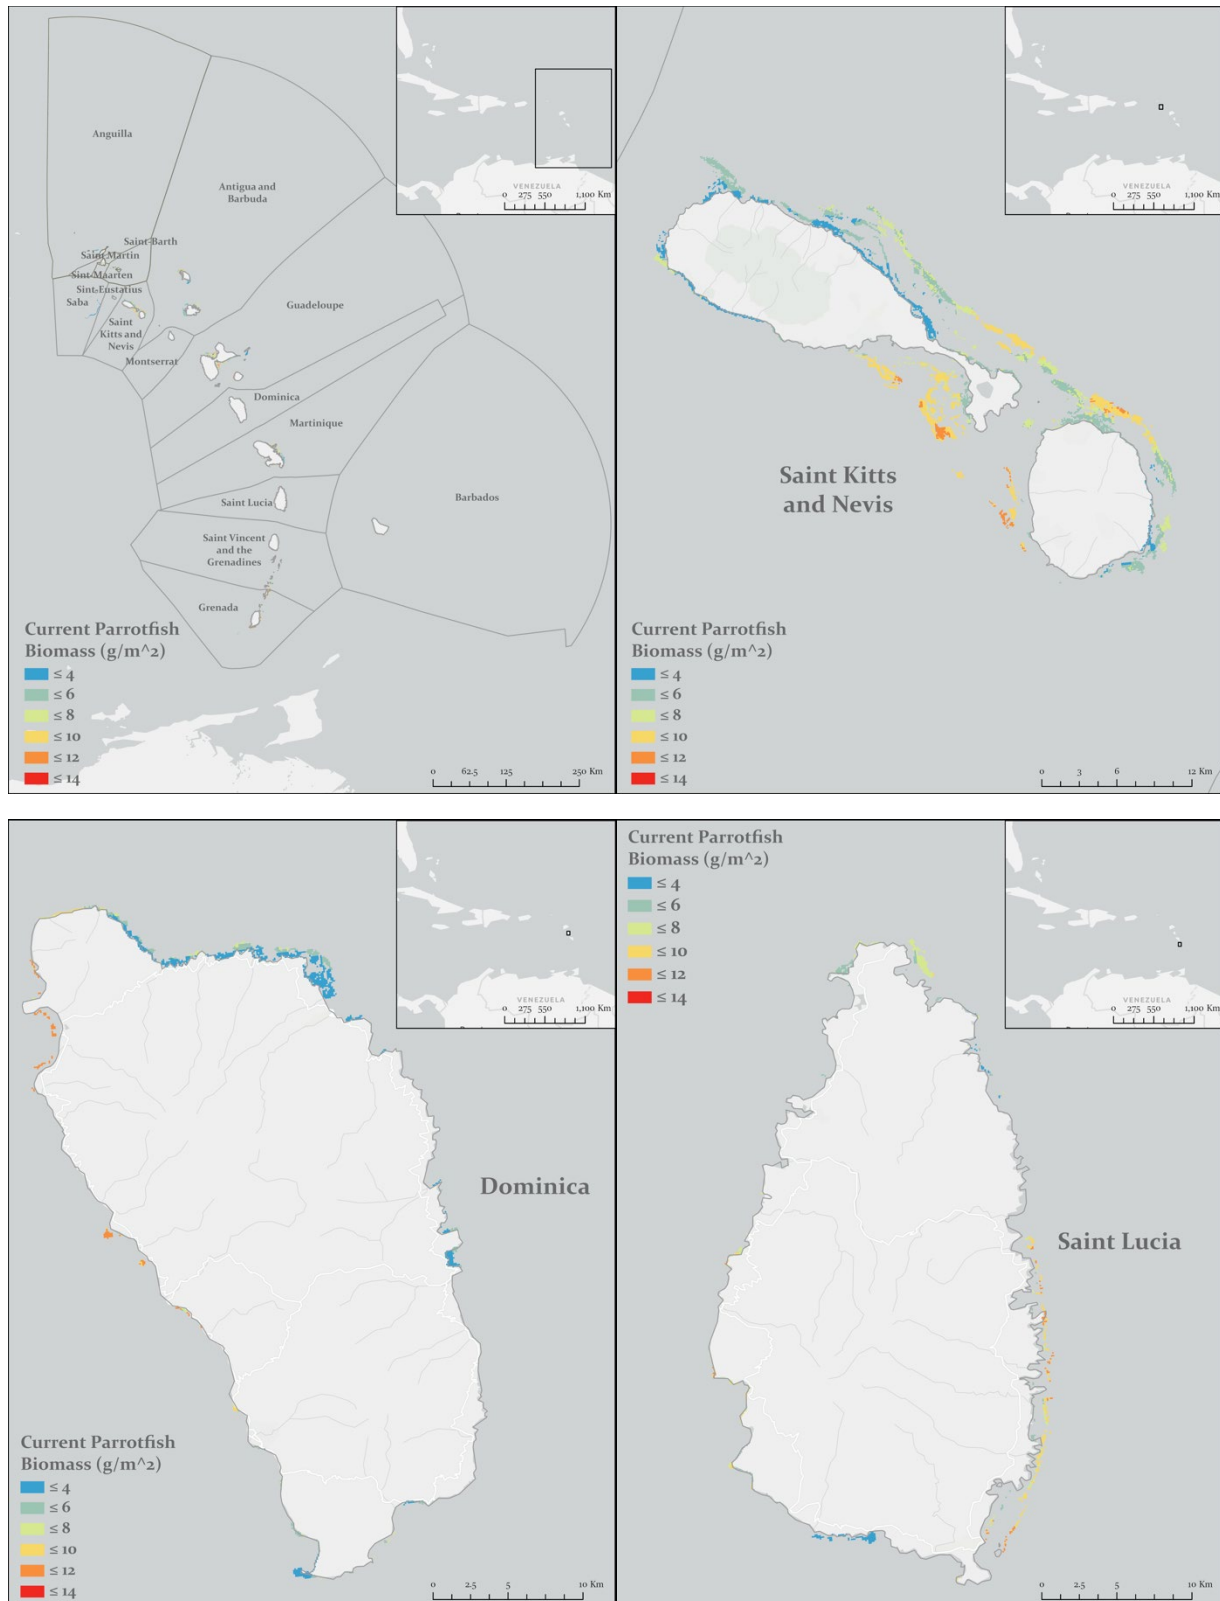 Anguilla
Antigua and
Barbuda
Saint-Barth
Saint Martin
Sint-Maarten
Sint-Eustatius
Saba
Saint
Kitts and
Nevis
Montserrat
Guadeloupe
Dominica
Martinique
Saint Lucia
Barbados
Saint Vincent
and the
Grenadines
Grenada
VENEZUELA
0 275 550 1,100 Km
Current Parrotfish
Biomass (g/m^2)
≤ 4
≤ 6
≤ 8
≤ 10
≤ 12
≤ 14
0 62.5 125 250 Km
VENEZUELA
0 275 550 1,100 Km
Saint Kitts
and Nevis
Current Parrotfish
Biomass (g/m^2)
≤ 4
≤ 6
≤ 8
≤ 10
≤ 12
≤ 14
0 3 6 12 Km
VENEZUELA
0 275 550 1,100 Km
Dominica
Current Parrotfish
Biomass (g/m^2)
≤ 4
≤ 6
≤ 8
≤ 10
≤ 12
≤ 14
0 2.5 5 10 Km
Current Parrotfish
Biomass (g/m^2)
≤ 4
≤ 6
≤ 8
≤ 10
≤ 12
≤ 14
VENEZUELA
0 275 550 1,100 Km
Saint Lucia
0 2.5 5 10 Km